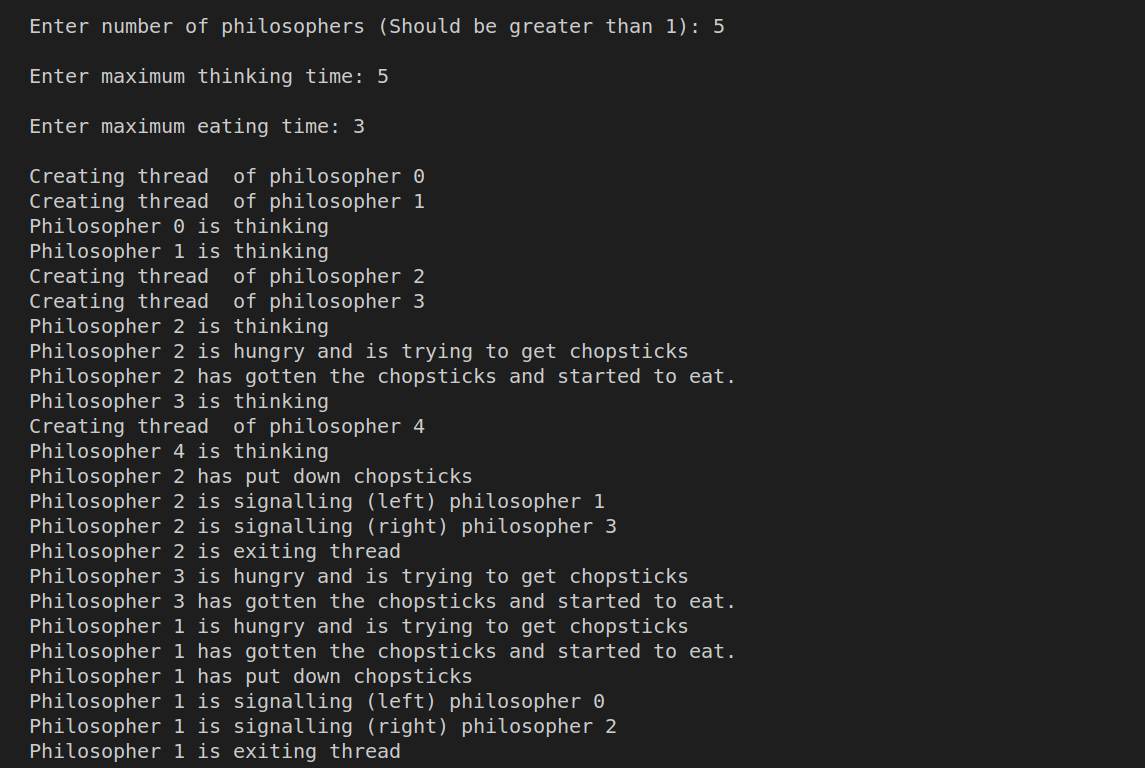 Enter number of philosophers (Should be greater than 1): 5
Enter maximum thinking time: 5
Enter maximum eating time: 3
Creating thread  of philosopher 0
Creating thread  of philosopher 1
Philosopher 0 is thinking
Philosopher 1 is thinking
Creating thread  of philosopher 2
Creating thread  of philosopher 3
Philosopher 2 is thinking
Philosopher 2 is hungry and is trying to get chopsticks
Philosopher 2 has gotten the chopsticks and started to eat.
Philosopher 3 is thinking
Creating thread  of philosopher 4
Philosopher 4 is thinking
Philosopher 2 has put down chopsticks
Philosopher 2 is signalling (left) philosopher 1
Philosopher 2 is signalling (right) philosopher 3
Philosopher 2 is exiting thread
Philosopher 3 is hungry and is trying to get chopsticks
Philosopher 3 has gotten the chopsticks and started to eat.
Philosopher 1 is hungry and is trying to get chopsticks
Philosopher 1 has gotten the chopsticks and started to eat.
Philosopher 1 has put down chopsticks
Philosopher 1 is signalling (left) philosopher 0
Philosopher 1 is signalling (right) philosopher 2
Philosopher 1 is exiting thread